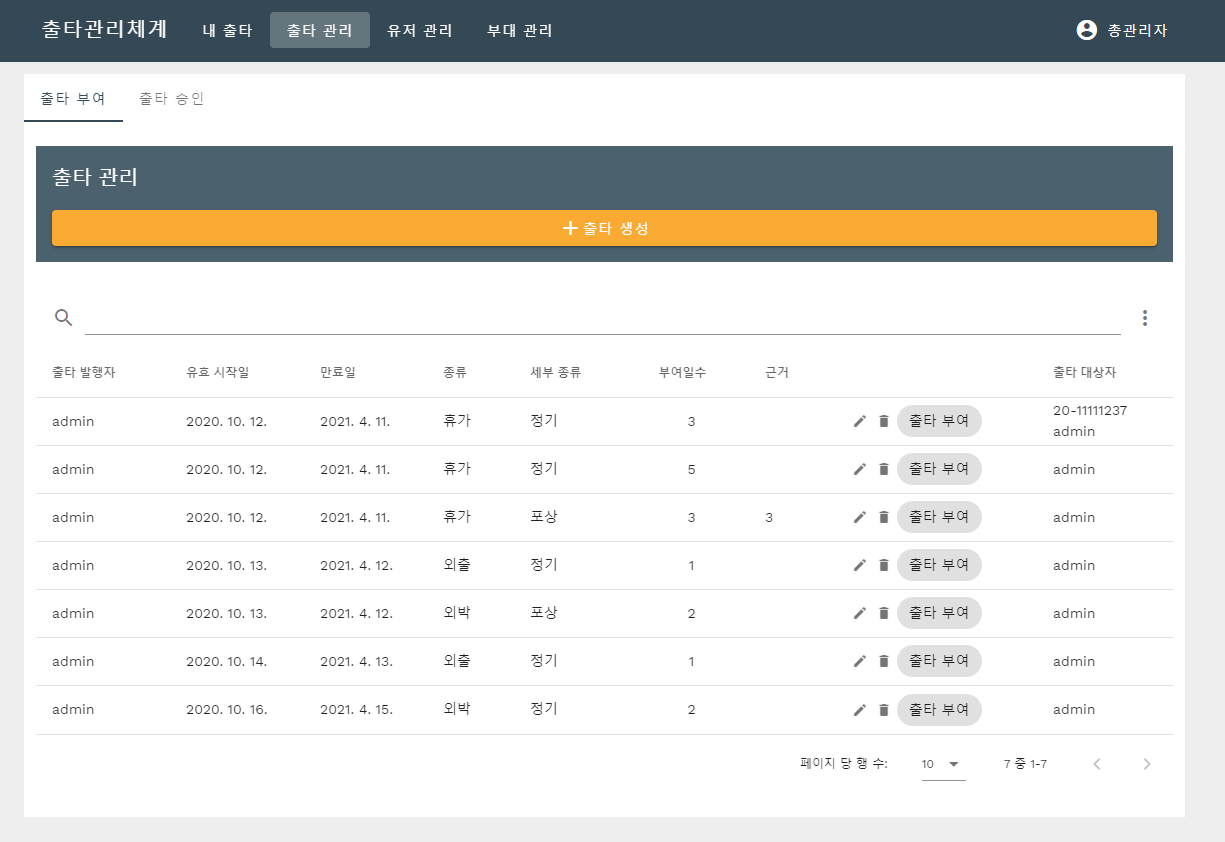 출타관리체계 내 출타 출타 관리 유저 관리 부대 관리 총관리자
출타 부여 출타 승인
출타 관리
출타 생성
출타 발행자 유효 시작일 만료일 종류 세부 종류 부여일수 근거 출타 대상자
admin 2020. 10. 12. 2021. 4. 11. 휴가 정기 3 출타 부여 20-11111237
admin
admin 2020. 10. 12. 2021. 4. 11. 휴가 정기 5 출타 부여 admin
admin 2020. 10. 12. 2021. 4. 11. 휴가 포상 3 3 출타 부여 admin
admin 2020. 10. 13. 2021. 4. 12. 외출 정기 1 출타 부여 admin
admin 2020. 10. 13. 2021. 4. 12. 외박 포상 2 출타 부여 admin
admin 2020. 10. 14. 2021. 4. 13. 외출 정기 1 출타 부여 admin
admin 2020. 10. 16. 2021. 4. 15. 외박 정기 2 출타 부여 admin
페이지 당 행 수: 10 7 중 1-7